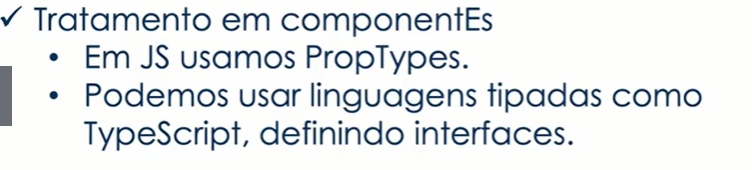 ✓ Tratamento em componentEs
• Em JS usamos PropTypes.
• Podemos usar linguagens tipadas como
TypeScript, definindo interfaces.